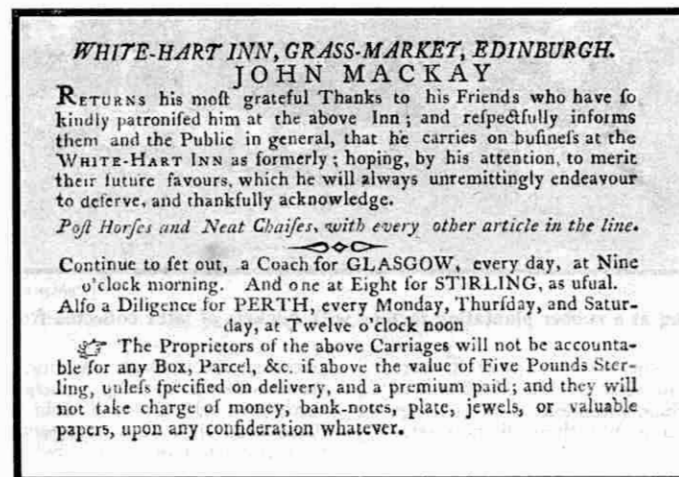 WHITE-HART INN, GRASS-MARKET, EDINBURGH.
JOHN MACKAY
RETURNS his moſt grateful Thanks to his Friends who have ſo
kindly patroniſed him at the above Inn; and reſpectfully informs
them and the Public in general, that he carries on buſineſs at the
WHITE-HART INN as formerly; hoping, by his attention, to merit
their future favours, which he will always unremittingly endeavour
to deſerve, and thankfully acknowledge.
Poſt Horſes and Neat Chaiſes, with every other article in the line.
Continue to ſet out, a Coach for GLASGOW, every day, at Nine
o'clock morning. And one at Eight for STIRLING, as uſual.
Alſo a Diligence for PERTH, every Monday, Thurſday, and Satur-
day, at Twelve o'clock noon
☞ The Proprietors of the above Carriages will not be accounta-
ble for any Box, Parcel, &c. if above the value of Five Pounds Ster-
ling, unleſs ſpecified on delivery, and a premium paid; and they will
not take charge of money, bank-notes, plate, jewels, or valuable
papers, upon any conſideration whatever.